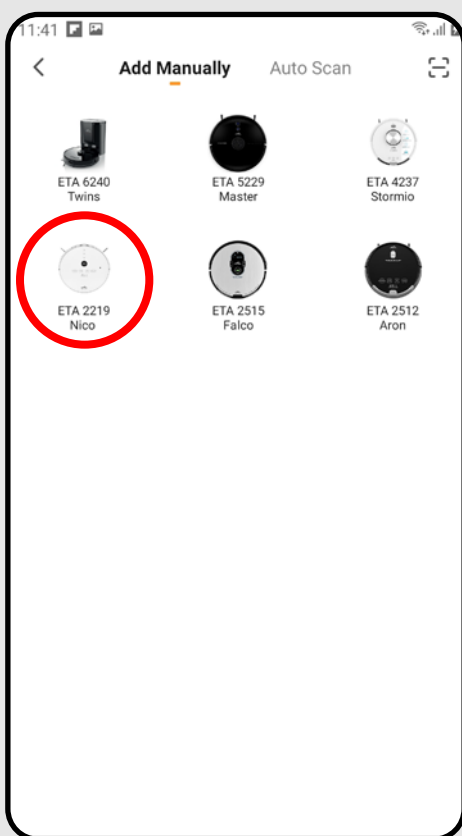 11:41
Add Manually Auto Scan
ETA 6240 ETA 5229 ETA 4237
Twins Master Stormio
ETA 2219 ETA 2515 ETA 2512
Nico Falco Aron